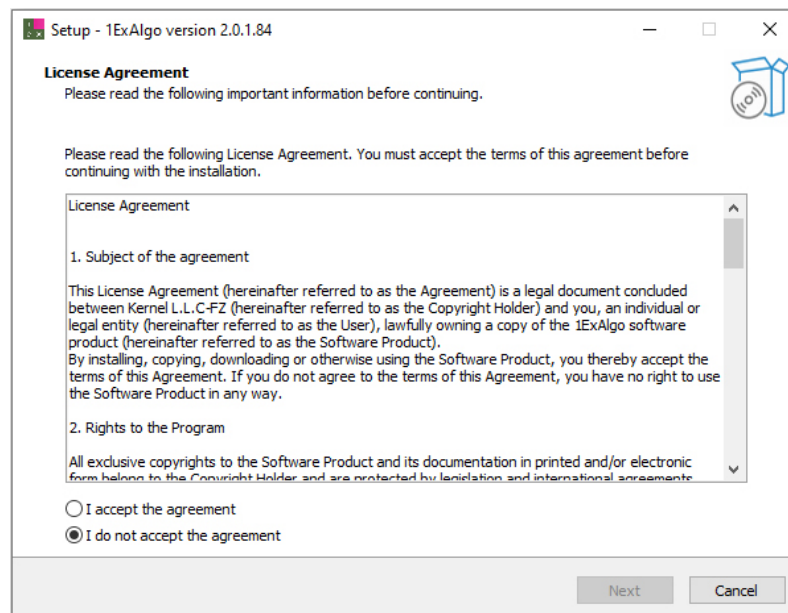 Setup - 1ExAlgo version 2.0.1.84
License Agreement
Please read the following important information before continuing.
Please read the following License Agreement. You must accept the terms of this agreement before
continuing with the installation.
License Agreement
1. Subject of the agreement
This License Agreement (hereinafter referred to as the Agreement) is a legal document concluded
between Kernel L.L.C-FZ (hereinafter referred to as the Copyright Holder) and you, an individual or
legal entity (hereinafter referred to as the User), lawfully owning a copy of the 1ExAlgo software
product (hereinafter referred to as the Software Product).
By installing, copying, downloading or otherwise using the Software Product, you thereby accept the
terms of this Agreement. If you do not agree to the terms of this Agreement, you have no right to use
the Software Product in any way.
2. Rights to the Program
All exclusive copyrights to the Software Product and its documentation in printed and/or electronic
form belong to the Copyright Holder and are protected by legislation and international agreements
I accept the agreement
I do not accept the agreement
Next
Cancel